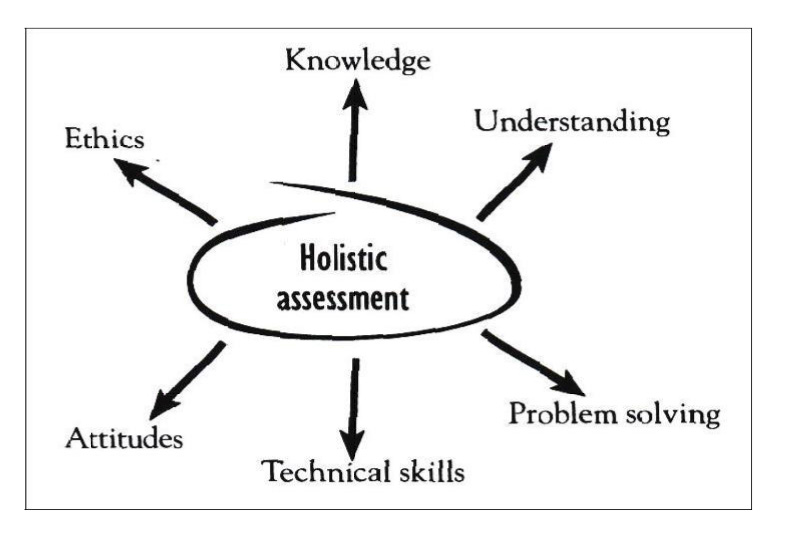 Knowledge
Understanding
Ethics
Holistic
assessment
Problem solving
Attitudes
Technical skills